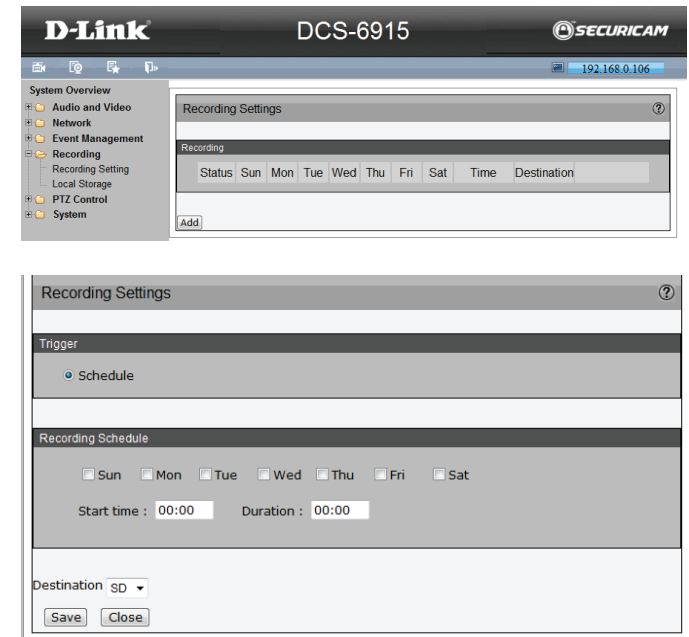 D-Link DCS-6915 SECURICAM
192.168.0.106
System Overview
Audio and Video
Network
Event Management
Recording
Recording Setting
Local Storage
PTZ Control
System
Recording Settings ?
Recording
Status Sun Mon Tue Wed Thu Fri Sat Time Destination
Add
Recording Settings ?
Trigger
Schedule
Recording Schedule
Sun Mon Tue Wed Thu Fri Sat
Start time : 00:00 Duration : 00:00
Destination SD
Save Close